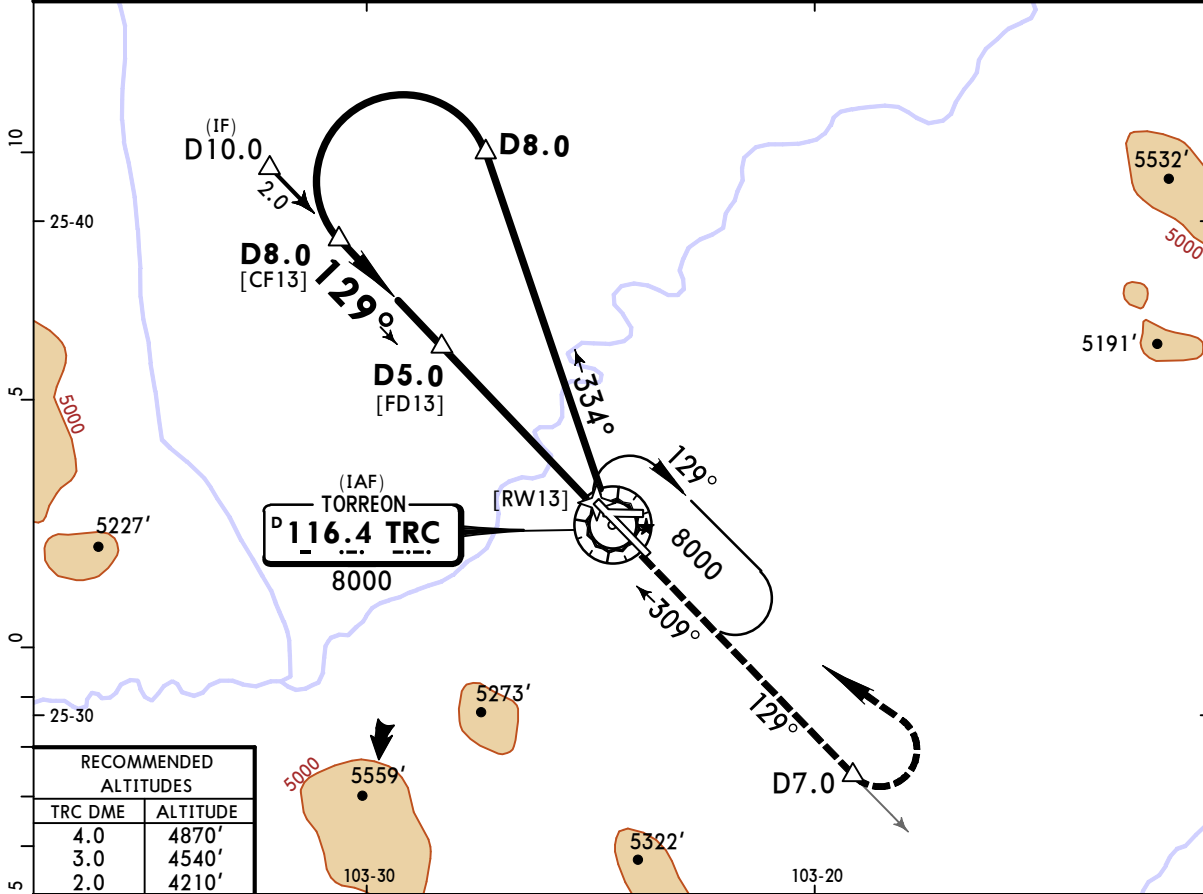 (IF)
D10.0
2.0
D8.0
10
5532'
25-40
5000
D8.0
[CF13]
129°
5191'
D5.0
[FD13]
5
5000
334°
(IAF)
TORREON
D 116.4 TRC
8000
[RW13]
129°
8000
5227'
309°
0
129°
25-30
5273'
D7.0
5000
5559'
5322'
RECOMMENDED
ALTITUDES
TRC DME ALTITUDE
4.0 4870'
3.0 4540'
2.0 4210'
5
103-30
103-20